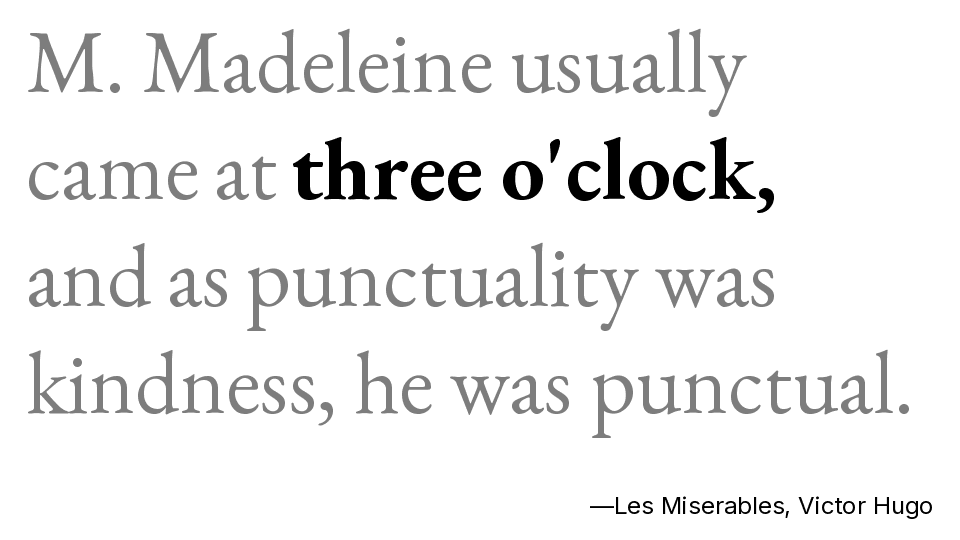 M. Madeleine usually
came at three o'clock,
and as punctuality was
kindness, he was punctual.
—Les Miserables, Victor Hugo